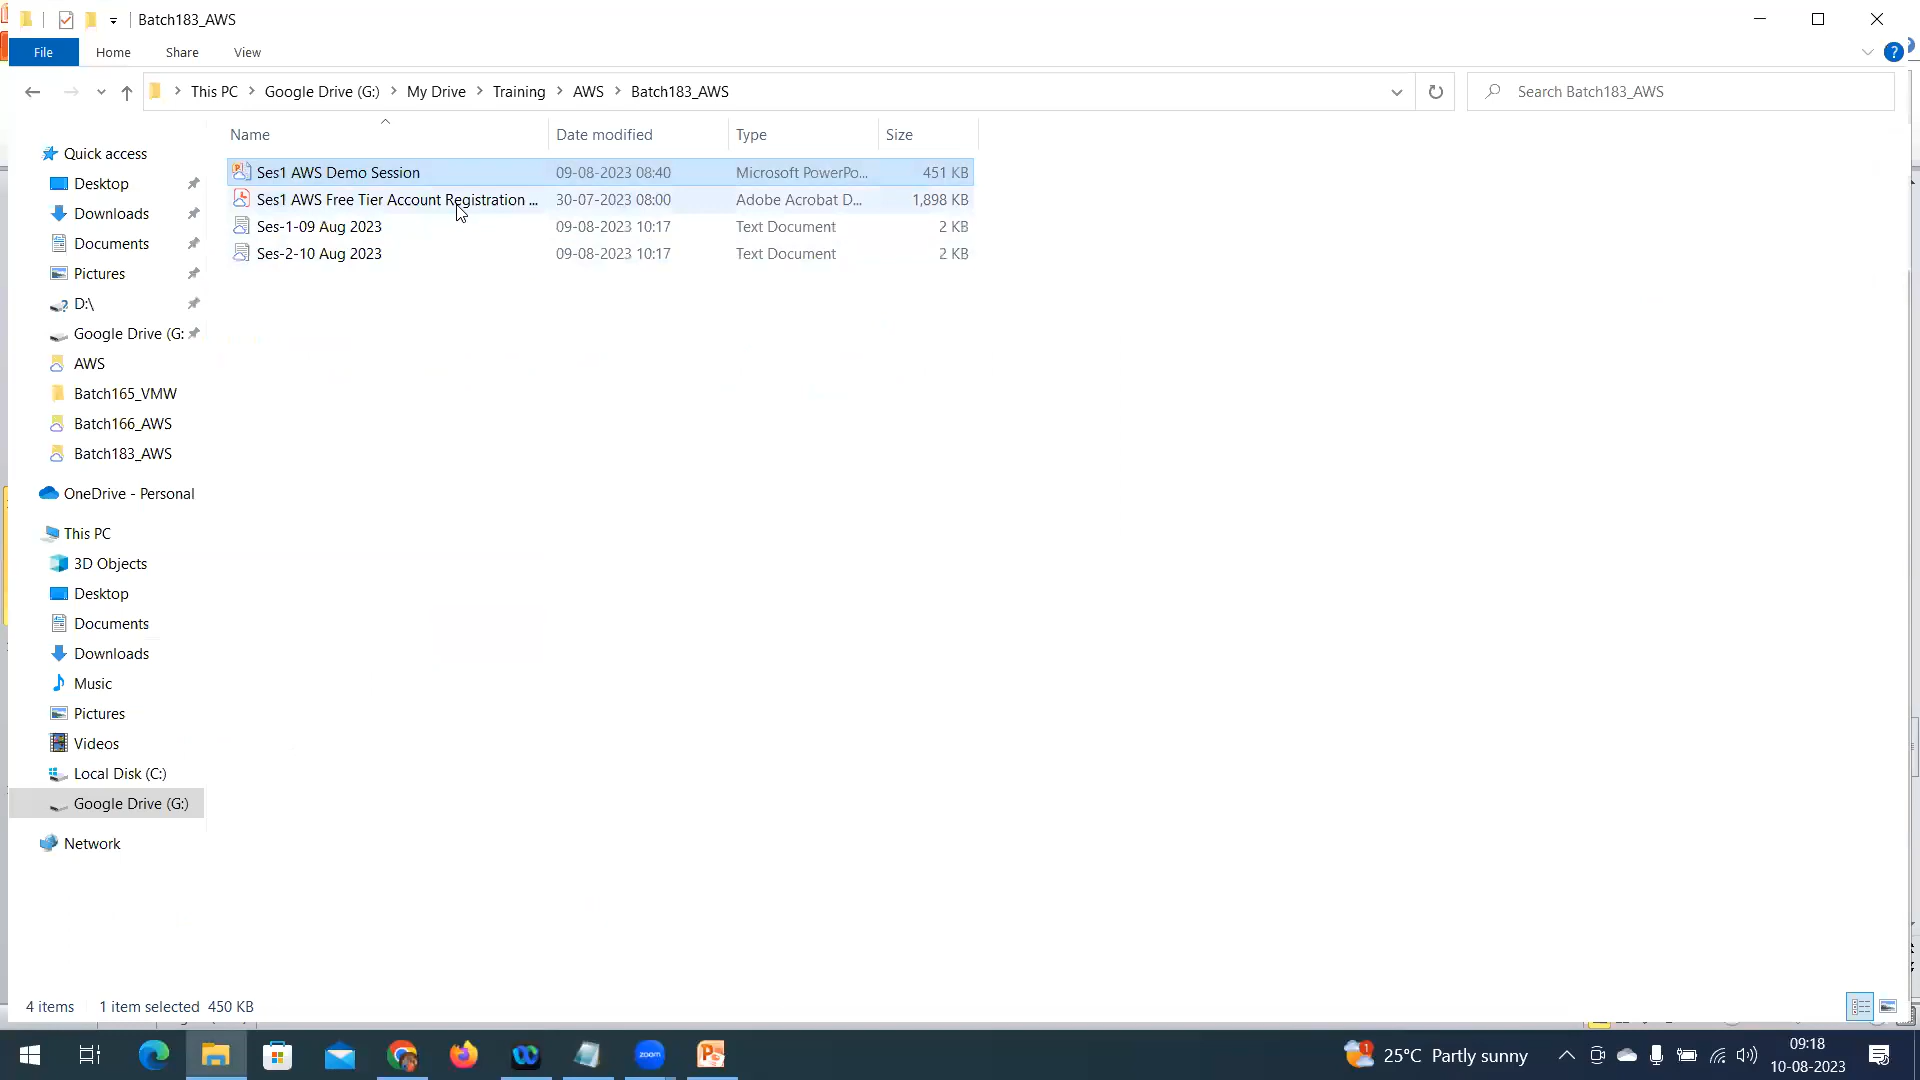 Batch183_AWS
File Home Share View ?
This PC Google Drive (G:) My Drive Training AWS Batch183_AWS Search Batch183_AWS
Name Date modified Type Size
Quick access
Desktop
Downloads
Documents
Pictures
D:\
Google Drive (G:
AWS
Batch165_VMW
Batch166_AWS
Batch183_AWS
OneDrive - Personal
This PC
3D Objects
Desktop
Documents
Downloads
Music
Pictures
Videos
Local Disk (C:)
Google Drive (G:)
Network
Ses1 AWS Demo Session 09-08-2023 08:40 Microsoft PowerPo... 451 KB
Ses1 AWS Free Tier Account Registration ... 30-07-2023 08:00 Adobe Acrobat D... 1,898 KB
Ses-1-09 Aug 2023 09-08-2023 10:17 Text Document 2 KB
Ses-2-10 Aug 2023 09-08-2023 10:17 Text Document 2 KB
4 items 1 item selected 450 KB
zoom
1 25°C Partly sunny
09:18
10-08-2023